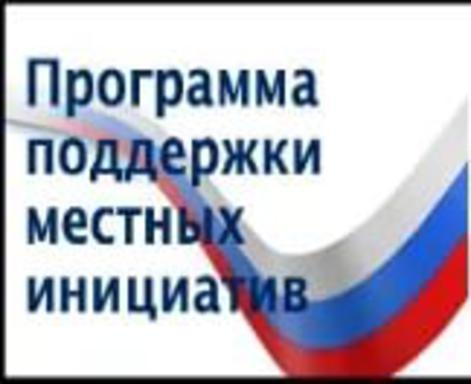 Программа
поддержки
местных
инициатив